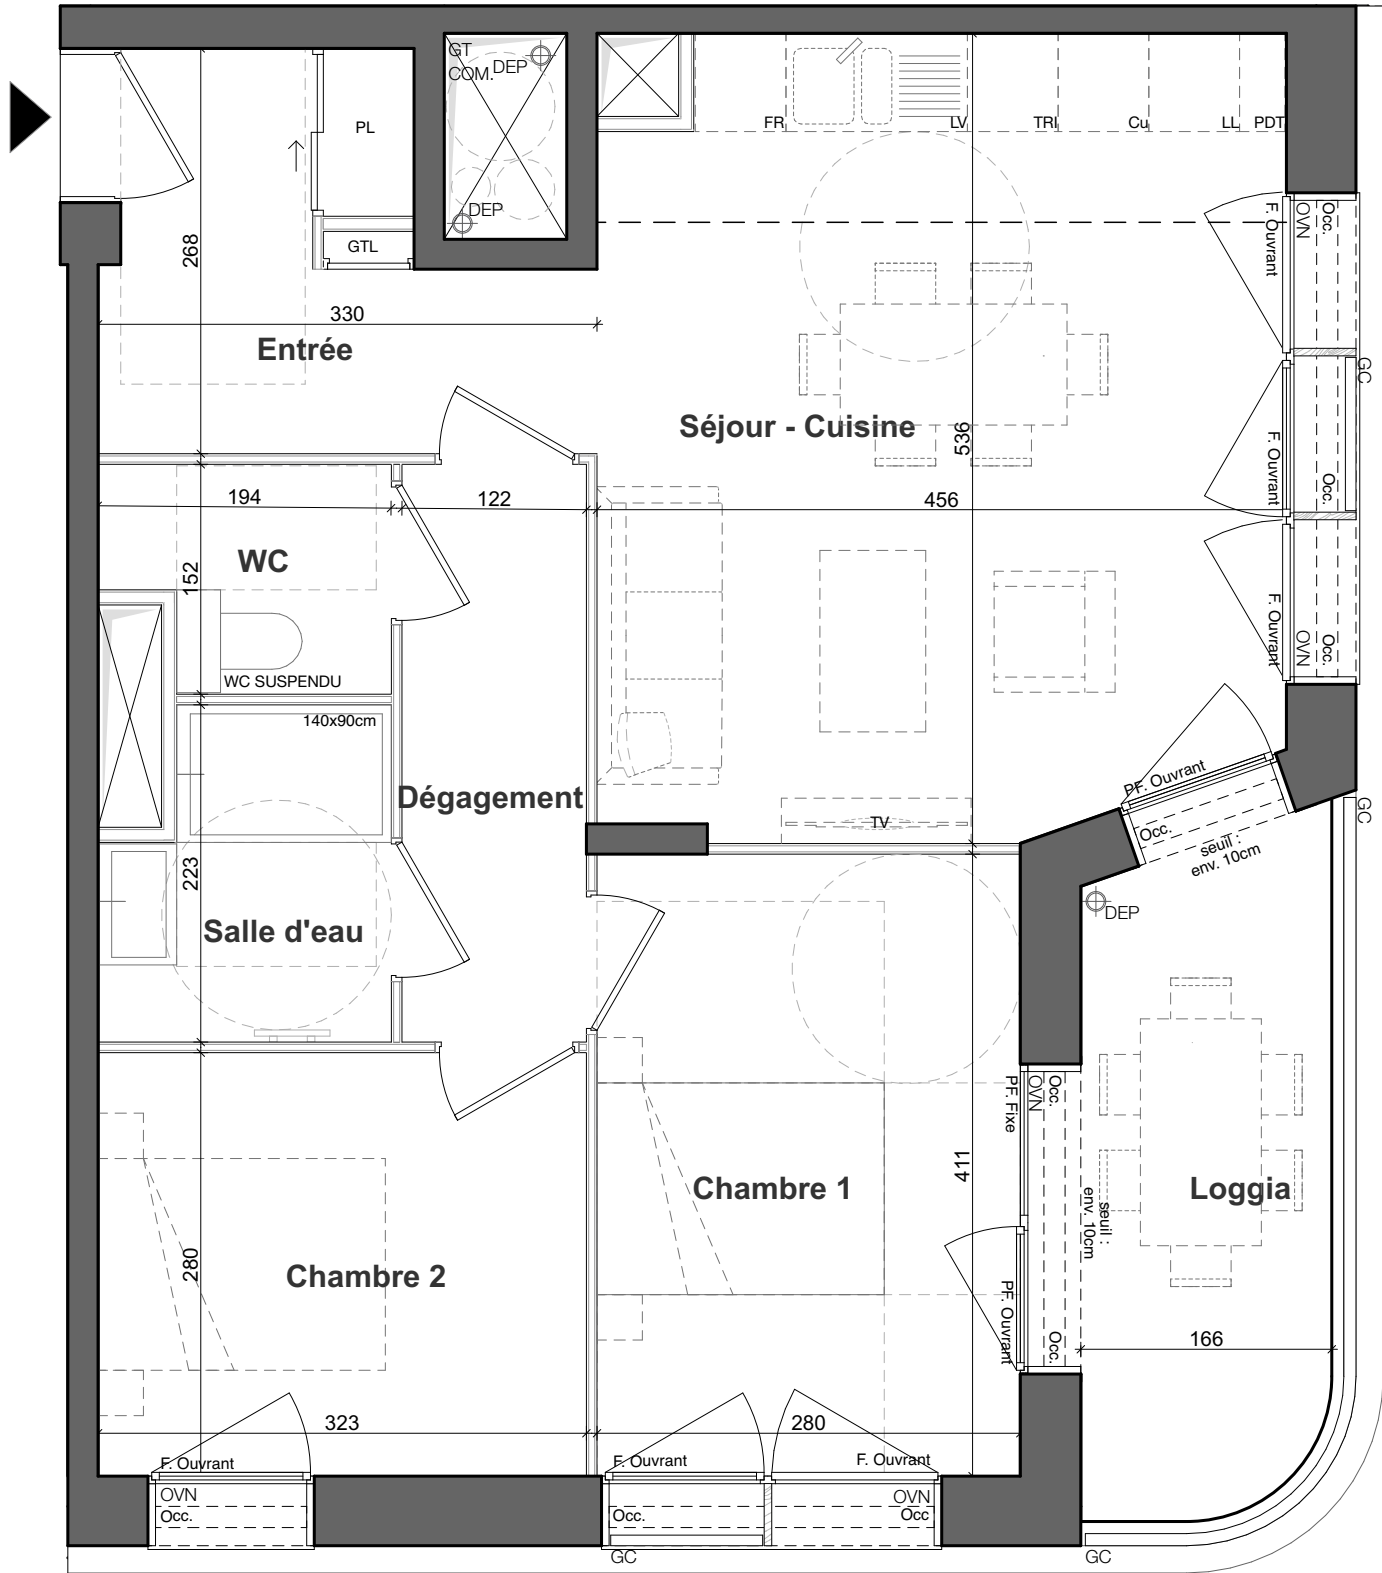 GT
COM.
DEP
PL
DEP
GTL
FR
LV
TRI
Cu
LL
PDT
268
330
Entrée
F. Ouvrant
OVN
Occ.
GC
Séjour - Cuisine
536
F. Ouvrant
Occ.
194
122
456
WC
152
F. Ouvrant
OVN
Occ.
WC SUSPENDU
140x90cm
Dégagement
TV
PF. Ouvrant
Occ.
seuil :
env. 10cm
GC
223
Salle d'eau
DEP
PF. Fixe
OVN
Occ.
411
Chambre 1
seuil :
env. 10cm
Loggia
280
Chambre 2
PF. Ouvrant
Occ.
166
323
280
F. Ouvrant
F. Ouvrant
F. Ouvrant
OVN
Occ.
Occ.
OVN
Occ
GC
GC